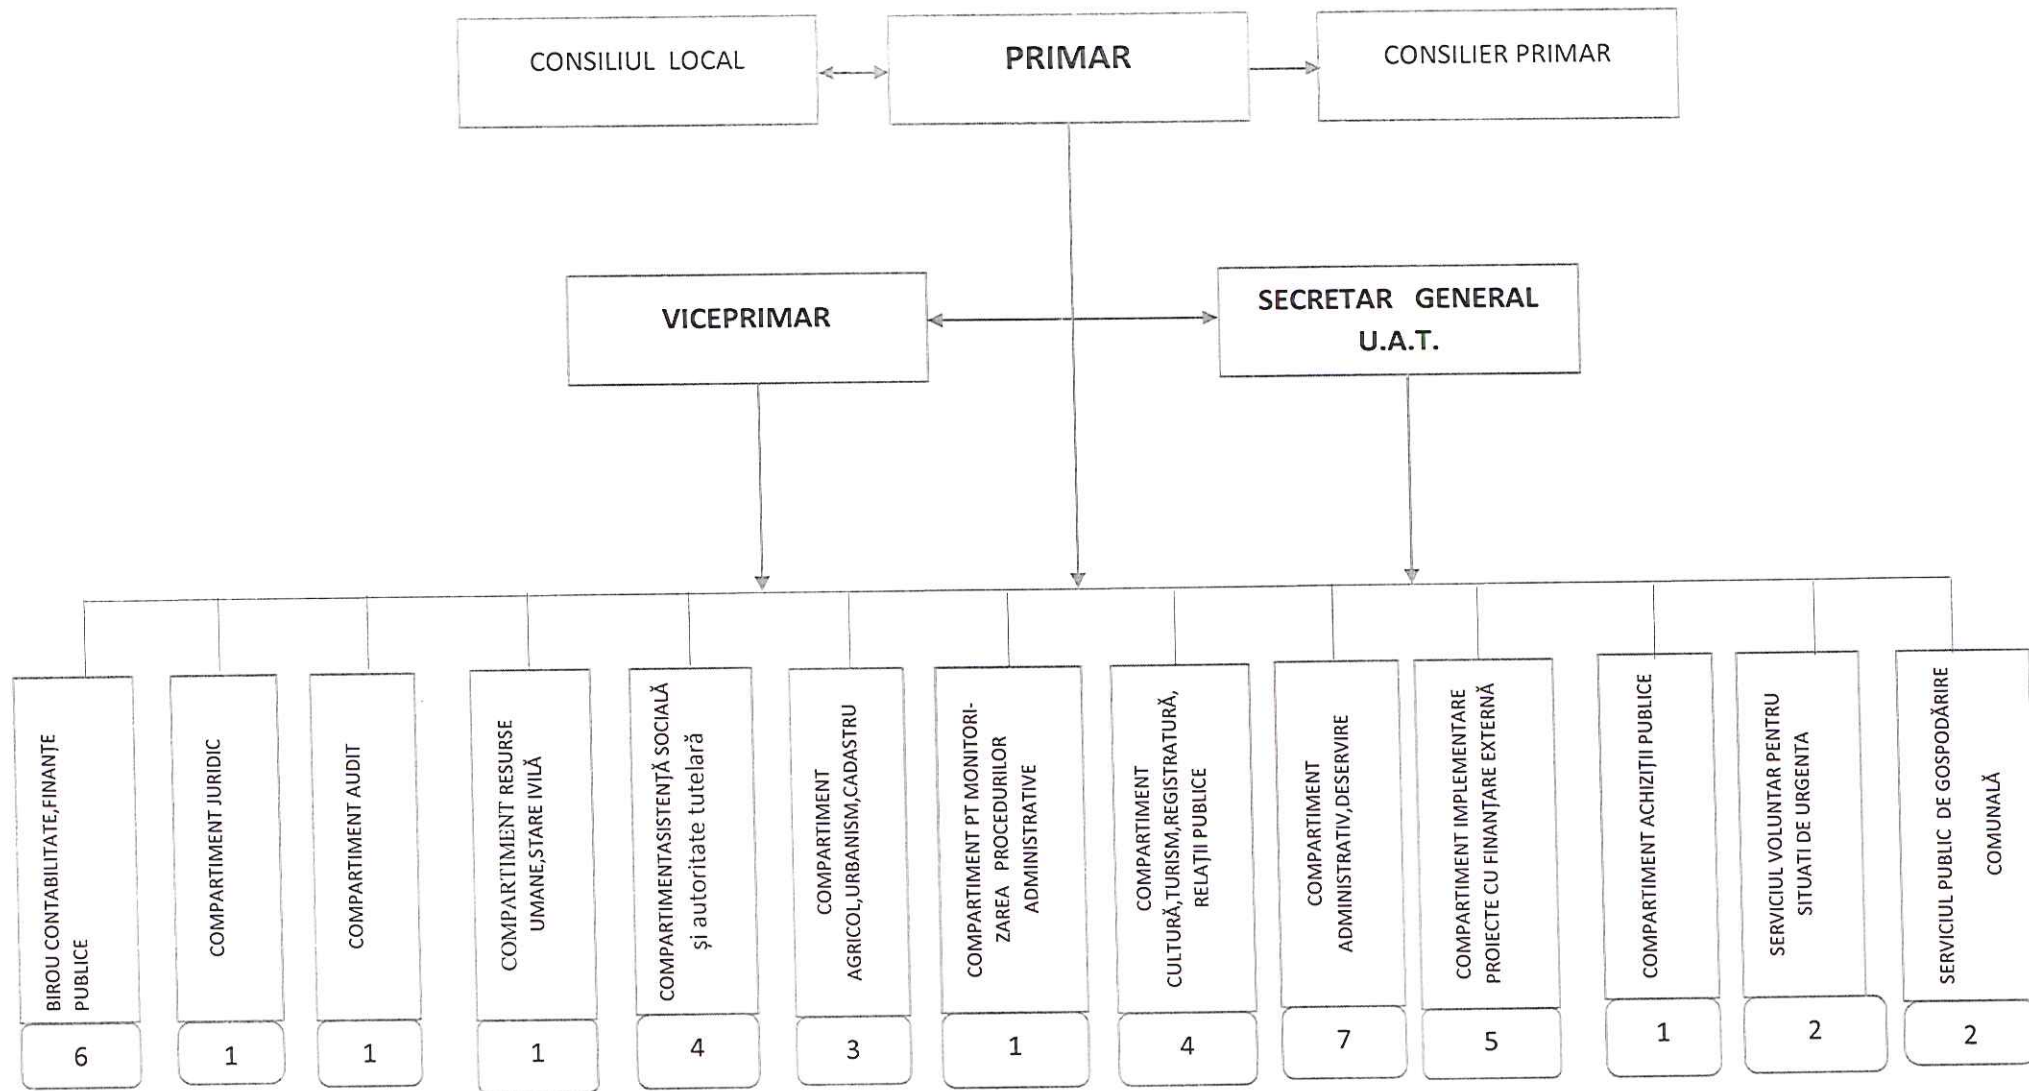 CONSILIUL LOCAL
PRIMAR
CONSILIER PRIMAR
VICEPRIMAR
SECRETAR GENERAL
U.A.T.
BIROU CONTABILITATE,FINANȚE
PUBLICE
6
COMPARTIMENT JURIDIC
1
COMPARTIMENT AUDIT
1
COMPARTIMENT RESURSE
UMANE,STARE IVILĂ
1
COMPARTIMENTASISTENȚĂ SOCIALĂ
și autoritate tutelară
4
COMPARTIMENT
AGRICOL,URBANISM,CADASTRU
3
COMPARTIMENT PT MONITORI-
ZAREA PROCEDURILOR
ADMINISTRATIVE
1
COMPARTIMENT
CULTURĂ,TURISM,REGISTRATURĂ,
RELAȚII PUBLICE
4
COMPARTIMENT
ADMINISTRATIV,DESERVIRE
7
COMPARTIMENT IMPLEMENTARE
PROIECTE CU FINANȚARE EXTERNĂ
5
COMPARTIMENT ACHIZIȚII PUBLICE
1
SERVICIUL VOLUNTAR PENTRU
SITUATI DE URGENTA
2
SERVICIUL PUBLIC DE GOSPODĂRIRE
COMUNALĂ
2